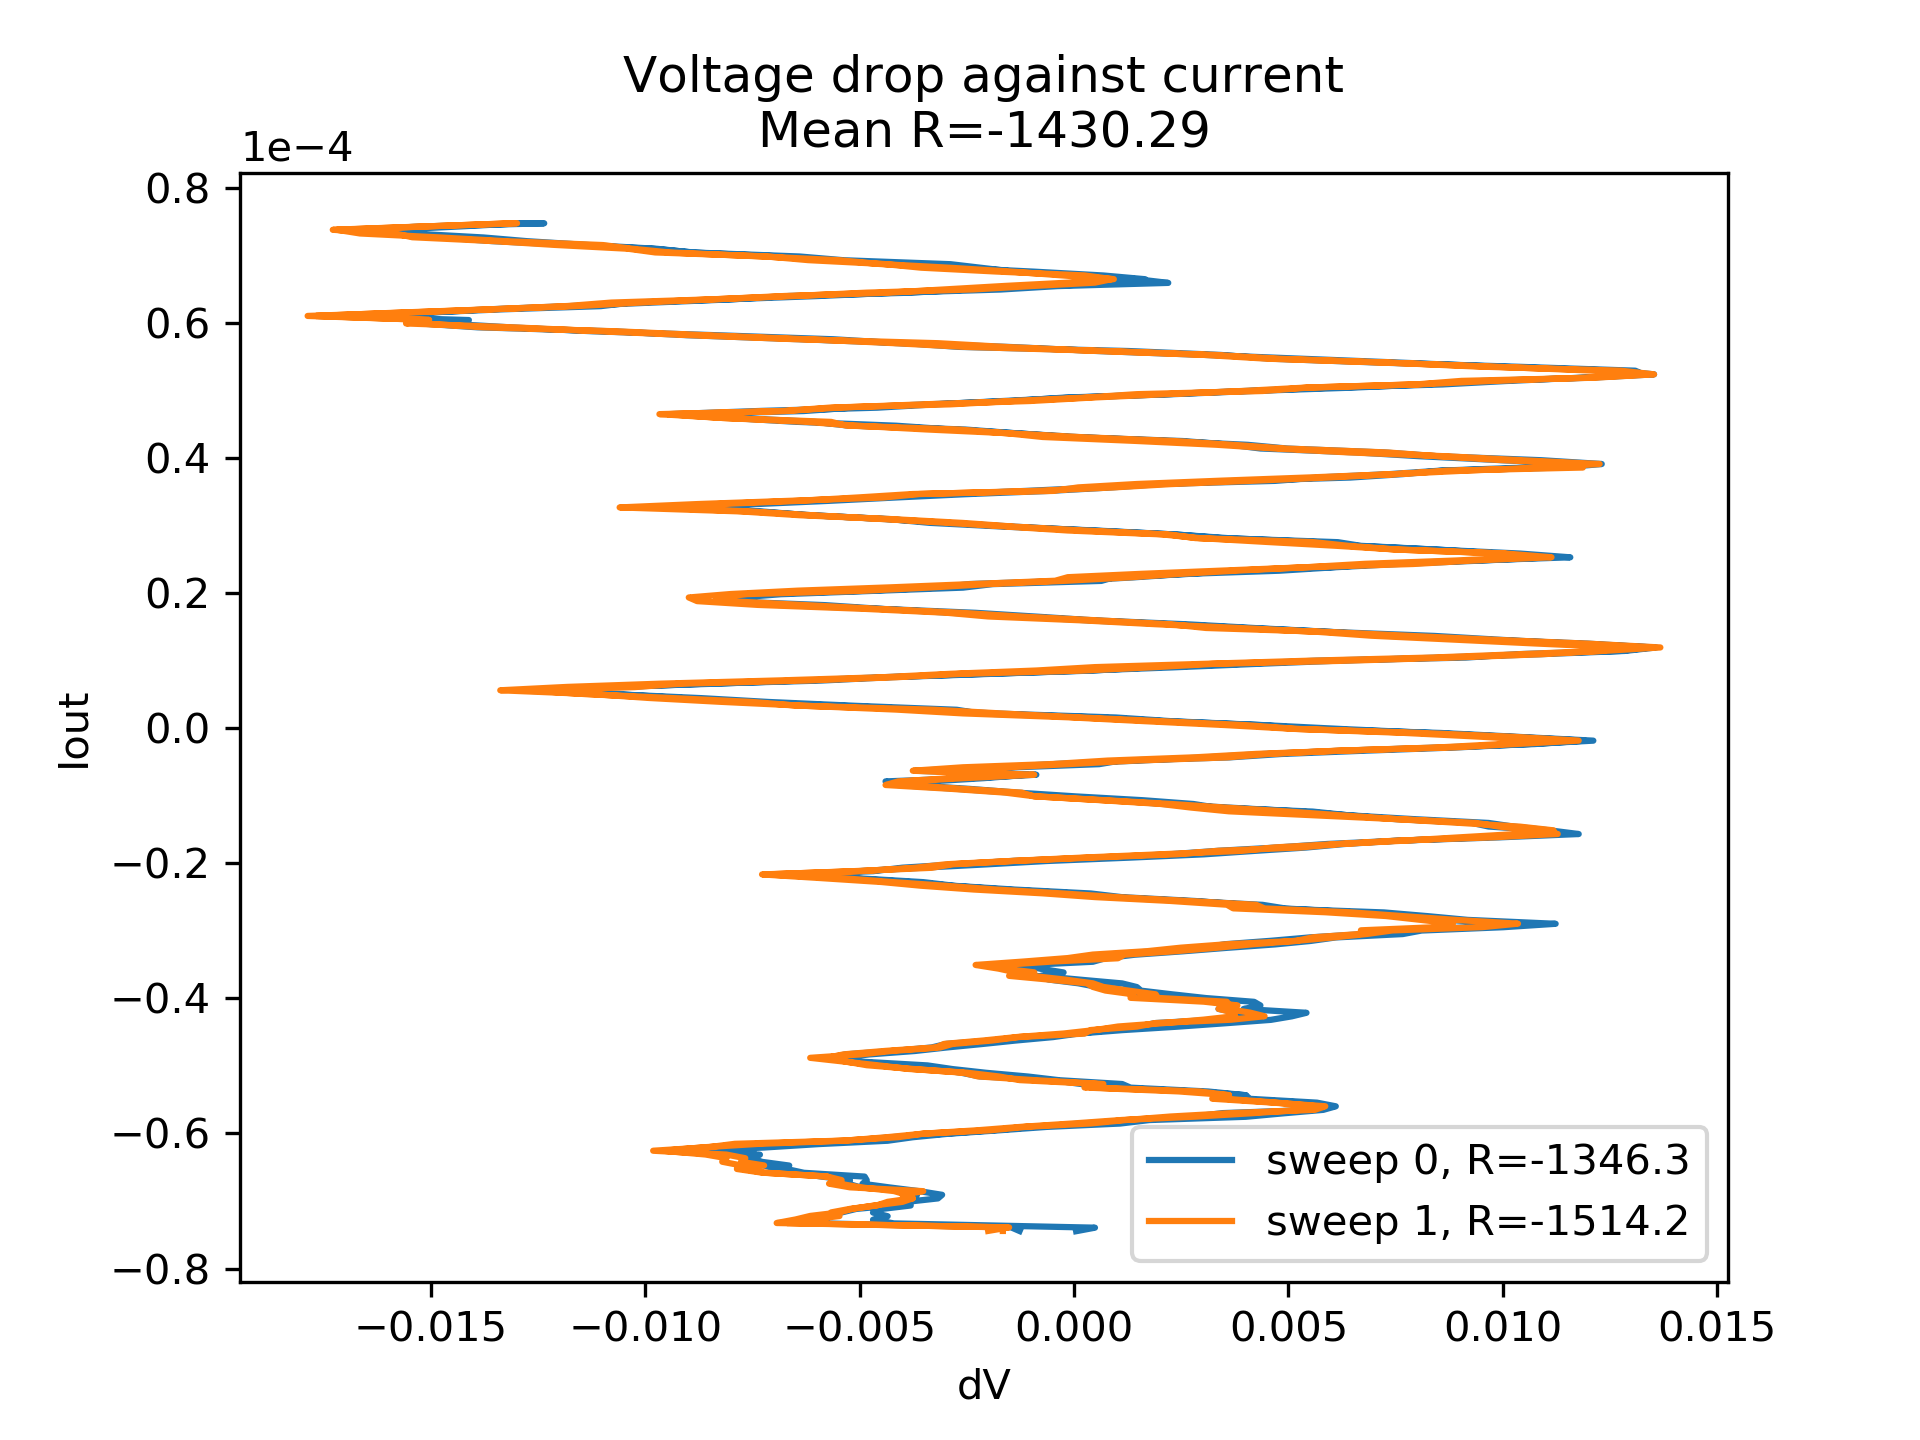 Voltage drop against current
Mean R=-1430.29
1e−4
0.8
0.6
0.4
0.2
0.0
−0.2
−0.4
−0.6
−0.8
Iout
sweep 0, R=-1346.3
sweep 1, R=-1514.2
−0.015
−0.010
−0.005
0.000
0.005
0.010
0.015
dV